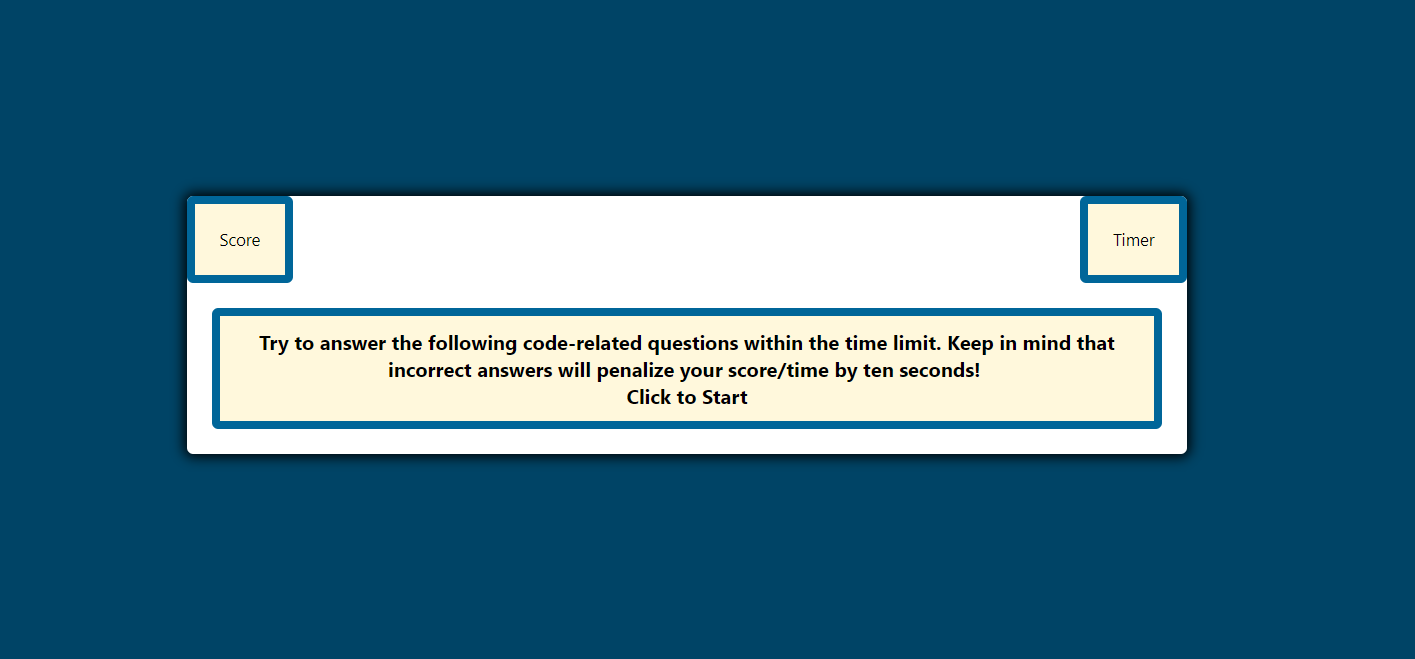 Score
Timer
Try to answer the following code-related questions within the time limit. Keep in mind that
incorrect answers will penalize your score/time by ten seconds!
Click to Start